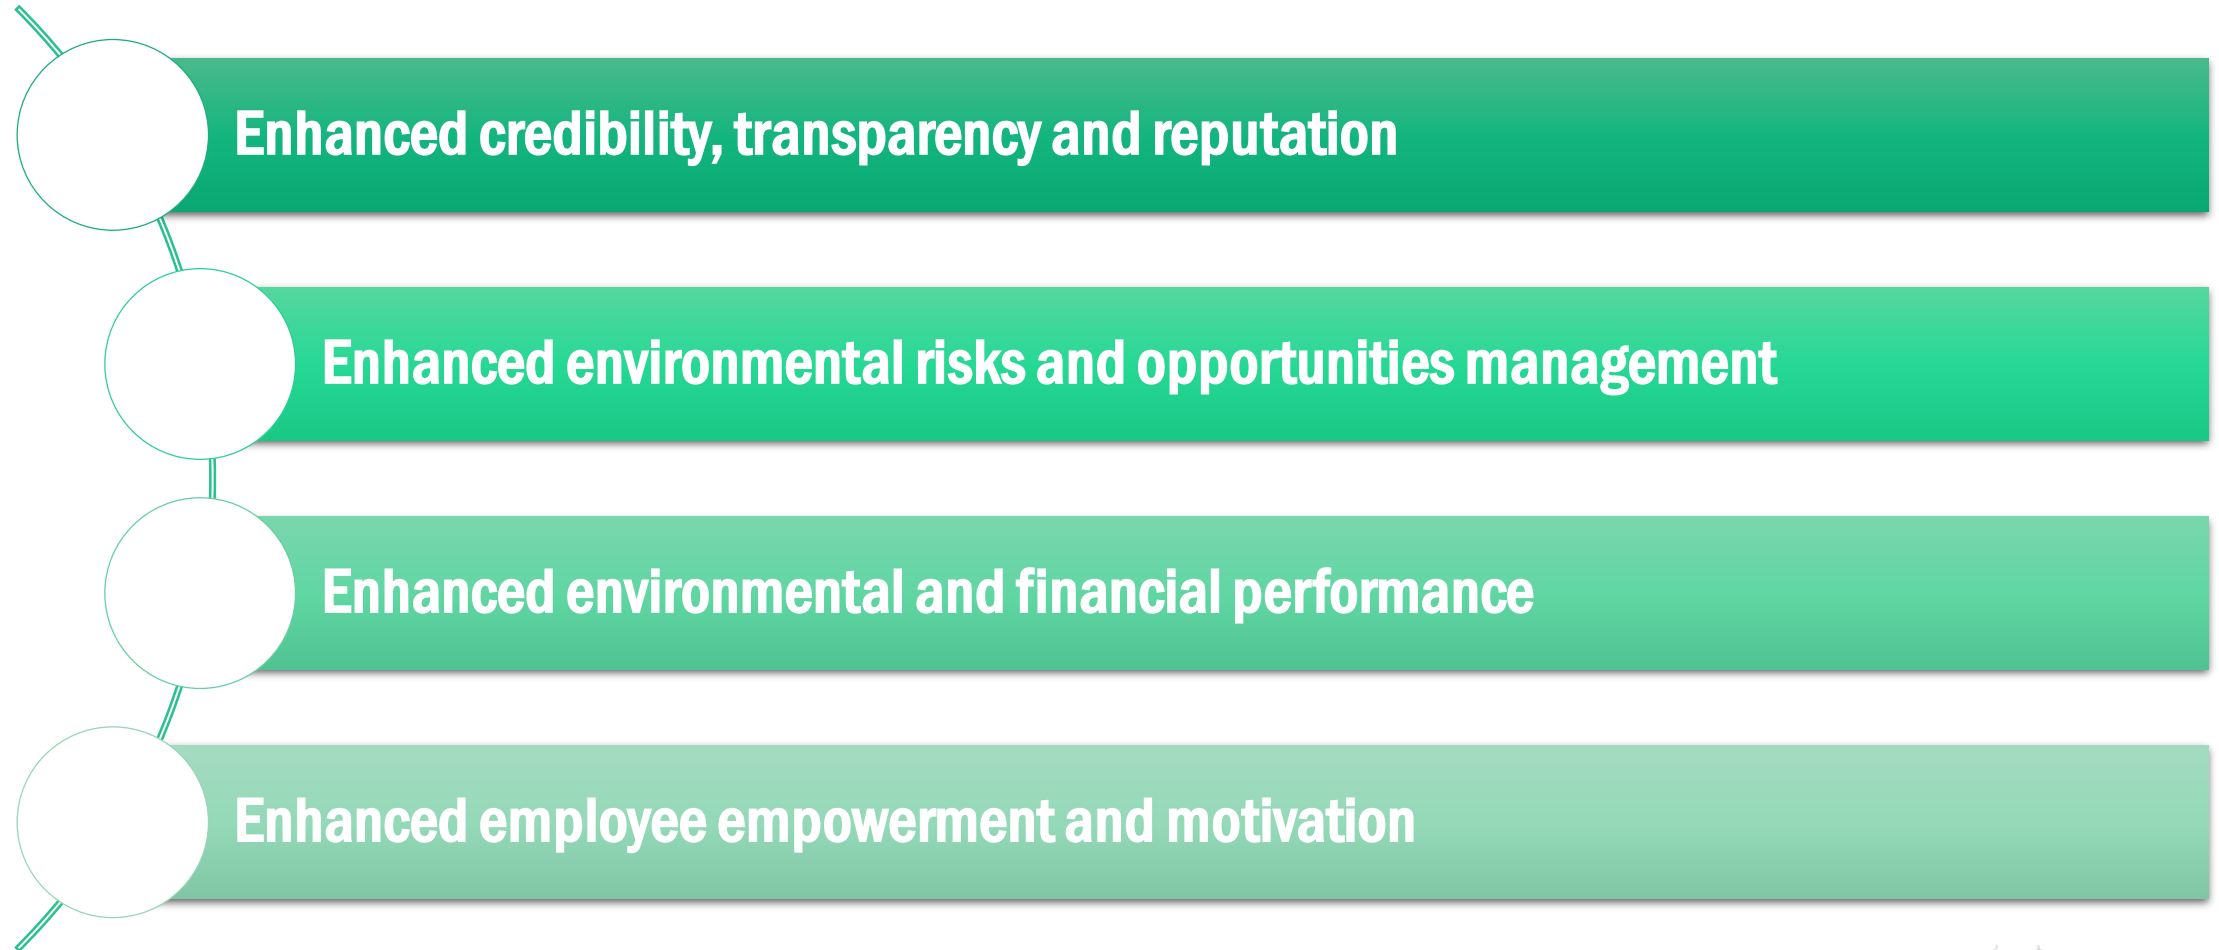 Enhanced credibility, transparency and reputation
Enhanced environmental risks and opportunities management
Enhanced environmental and financial performance
Enhanced employee empowerment and motivation